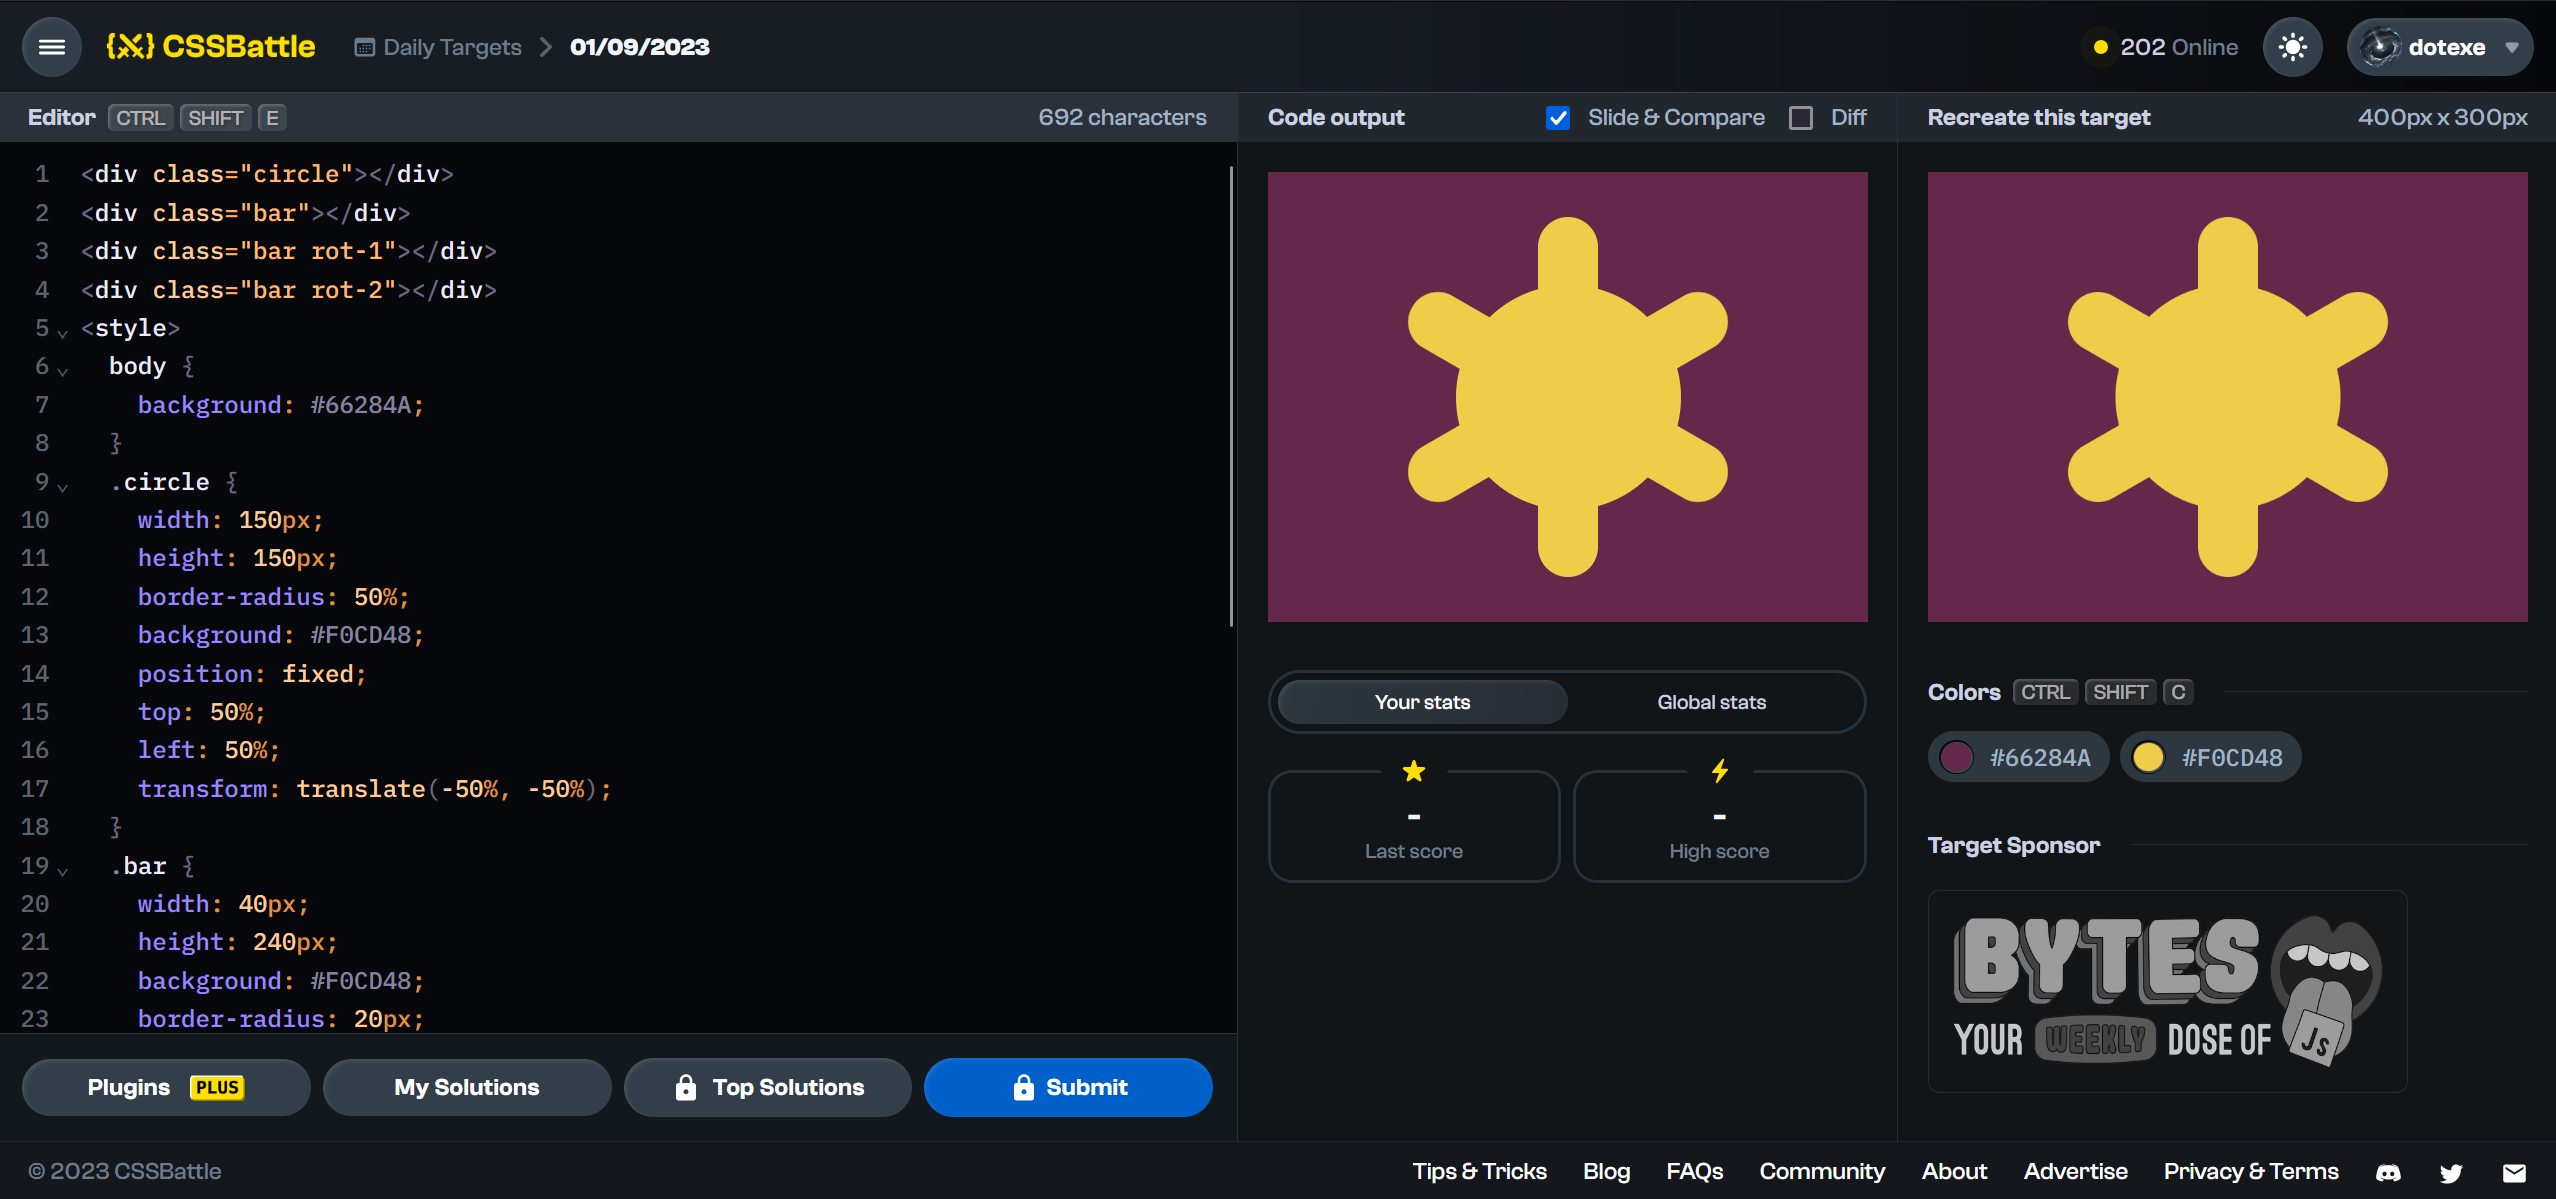 {X} CSSBattle Daily Targets > 01/09/2023 202 Online dotexe
Editor CTRL SHIFT E 692 characters
Code output Slide & Compare Diff
Recreate this target 400px x 300px
1 <div class="circle"></div>
2 <div class="bar"></div>
3 <div class="bar rot-1"></div>
4 <div class="bar rot-2"></div>
5 <style>
6 body {
7 background: #66284A;
8 }
9 .circle {
10 width: 150px;
11 height: 150px;
12 border-radius: 50%;
13 background: #F0CD48;
14 position: fixed;
15 top: 50%;
16 left: 50%;
17 transform: translate(-50%, -50%);
18 }
19 .bar {
20 width: 40px;
21 height: 240px;
22 background: #F0CD48;
23 border-radius: 20px;
Plugins PLUS My Solutions Top Solutions Submit
Your stats Global stats
- -
Last score High score
Colors CTRL SHIFT C
#66284A #F0CD48
Target Sponsor
BYTES
YOUR WEEKLY DOSE OF JS
© 2023 CSSBattle
Tips & Tricks Blog FAQs Community About Advertise Privacy & Terms